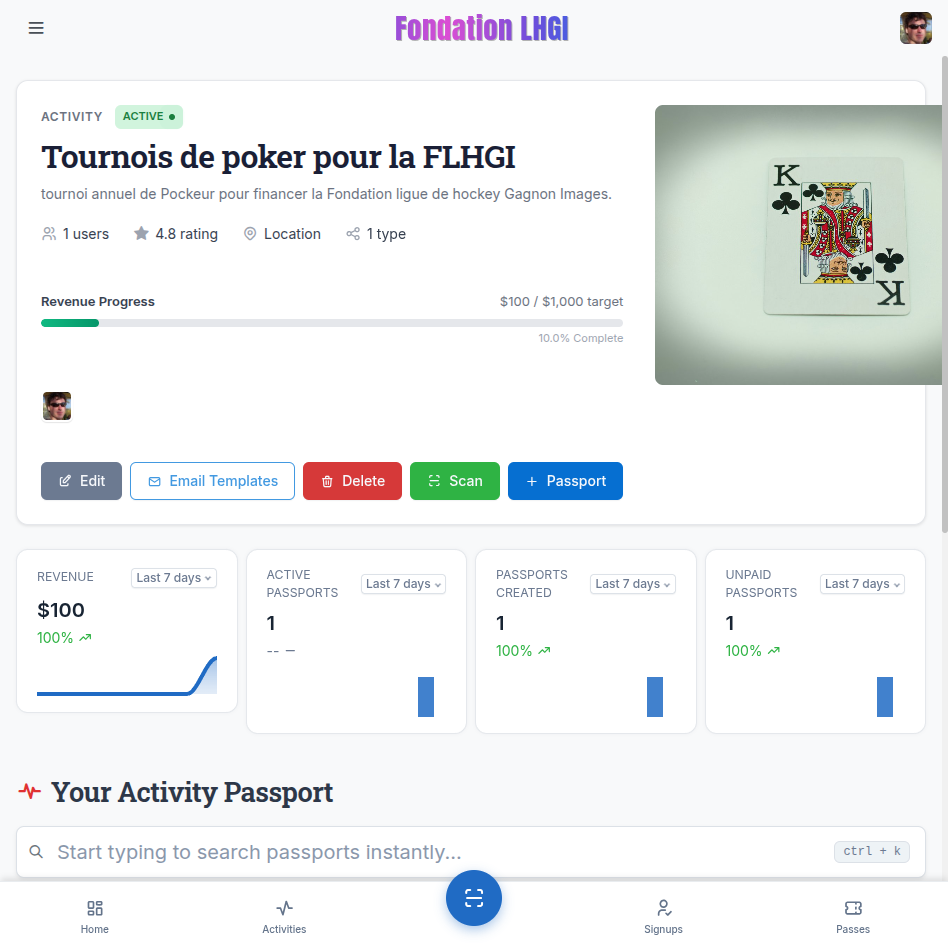 Fondation LHGI
ACTIVITY ACTIVE
Tournois de poker pour la FLHGI
tournoi annuel de Pockeur pour financer la Fondation ligue de hockey Gagnon Images.
1 users 4.8 rating Location 1 type
Revenue Progress $100 / $1,000 target
10.0% Complete
K
K
Edit Email Templates Delete Scan Passport
REVENUE Last 7 days
$100
100%
ACTIVE PASSPORTS Last 7 days
1
-- –
PASSPORTS CREATED Last 7 days
1
100%
UNPAID PASSPORTS Last 7 days
1
100%
Your Activity Passport
Start typing to search passports instantly... ctrl + k
Home Activities Signups Passes